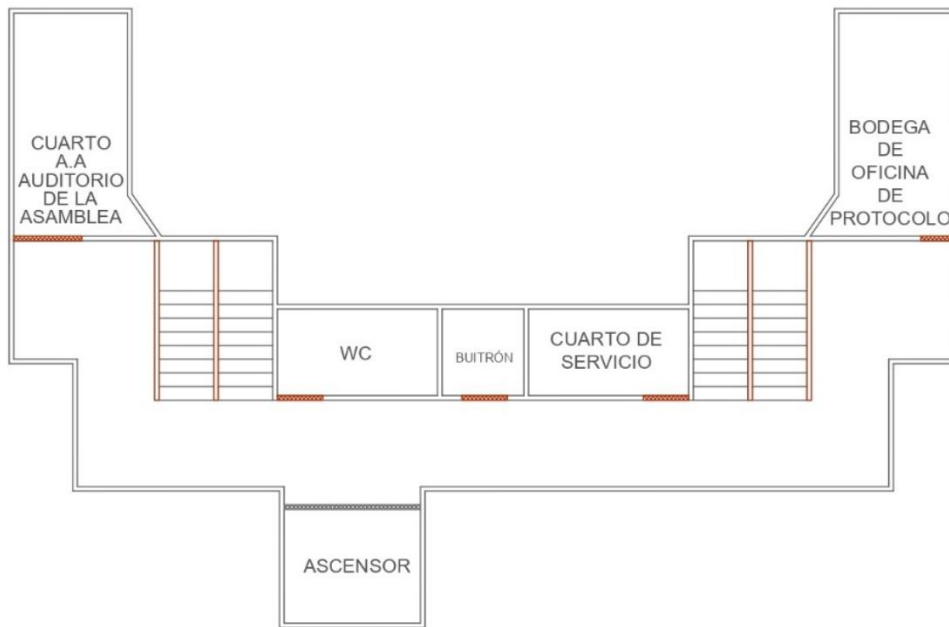 CUARTO
A.A
AUDITORIO
DE LA
ASAMBLEA
BODEGA
DE
OFICINA
DE
PROTOCOLO
WC
BUITRÓN
CUARTO DE
SERVICIO
ASCENSOR